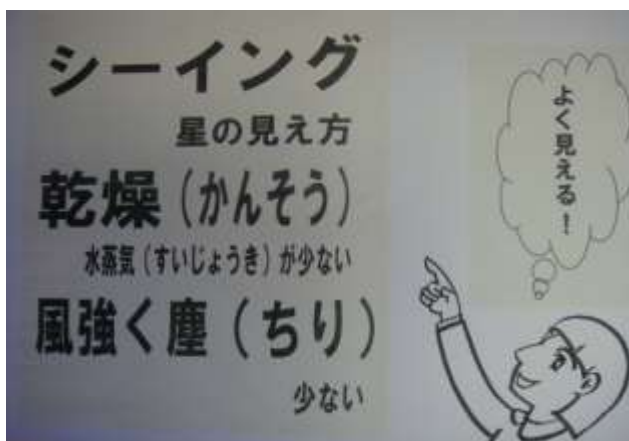 シーイング
星の見え方
乾燥（かんそう）
水蒸気（すいじょうき）が少ない
風強く塵（ちり）
少ない
よく見える！